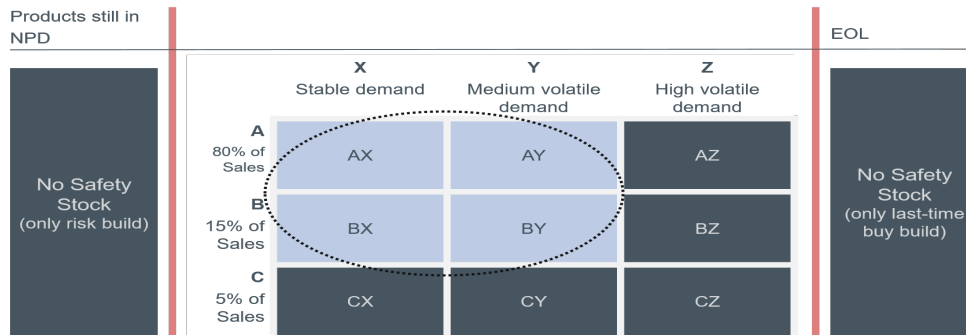 Products still in
NPD
EOL
X
Stable demand
Y
Medium volatile
demand
Z
High volatile
demand
A
80% of
Sales
AX
AY
AZ
B
15% of
Sales
BX
BY
BZ
C
5% of
Sales
CX
CY
CZ
No Safety
Stock
(only risk build)
No Safety
Stock
(only last-time
buy build)